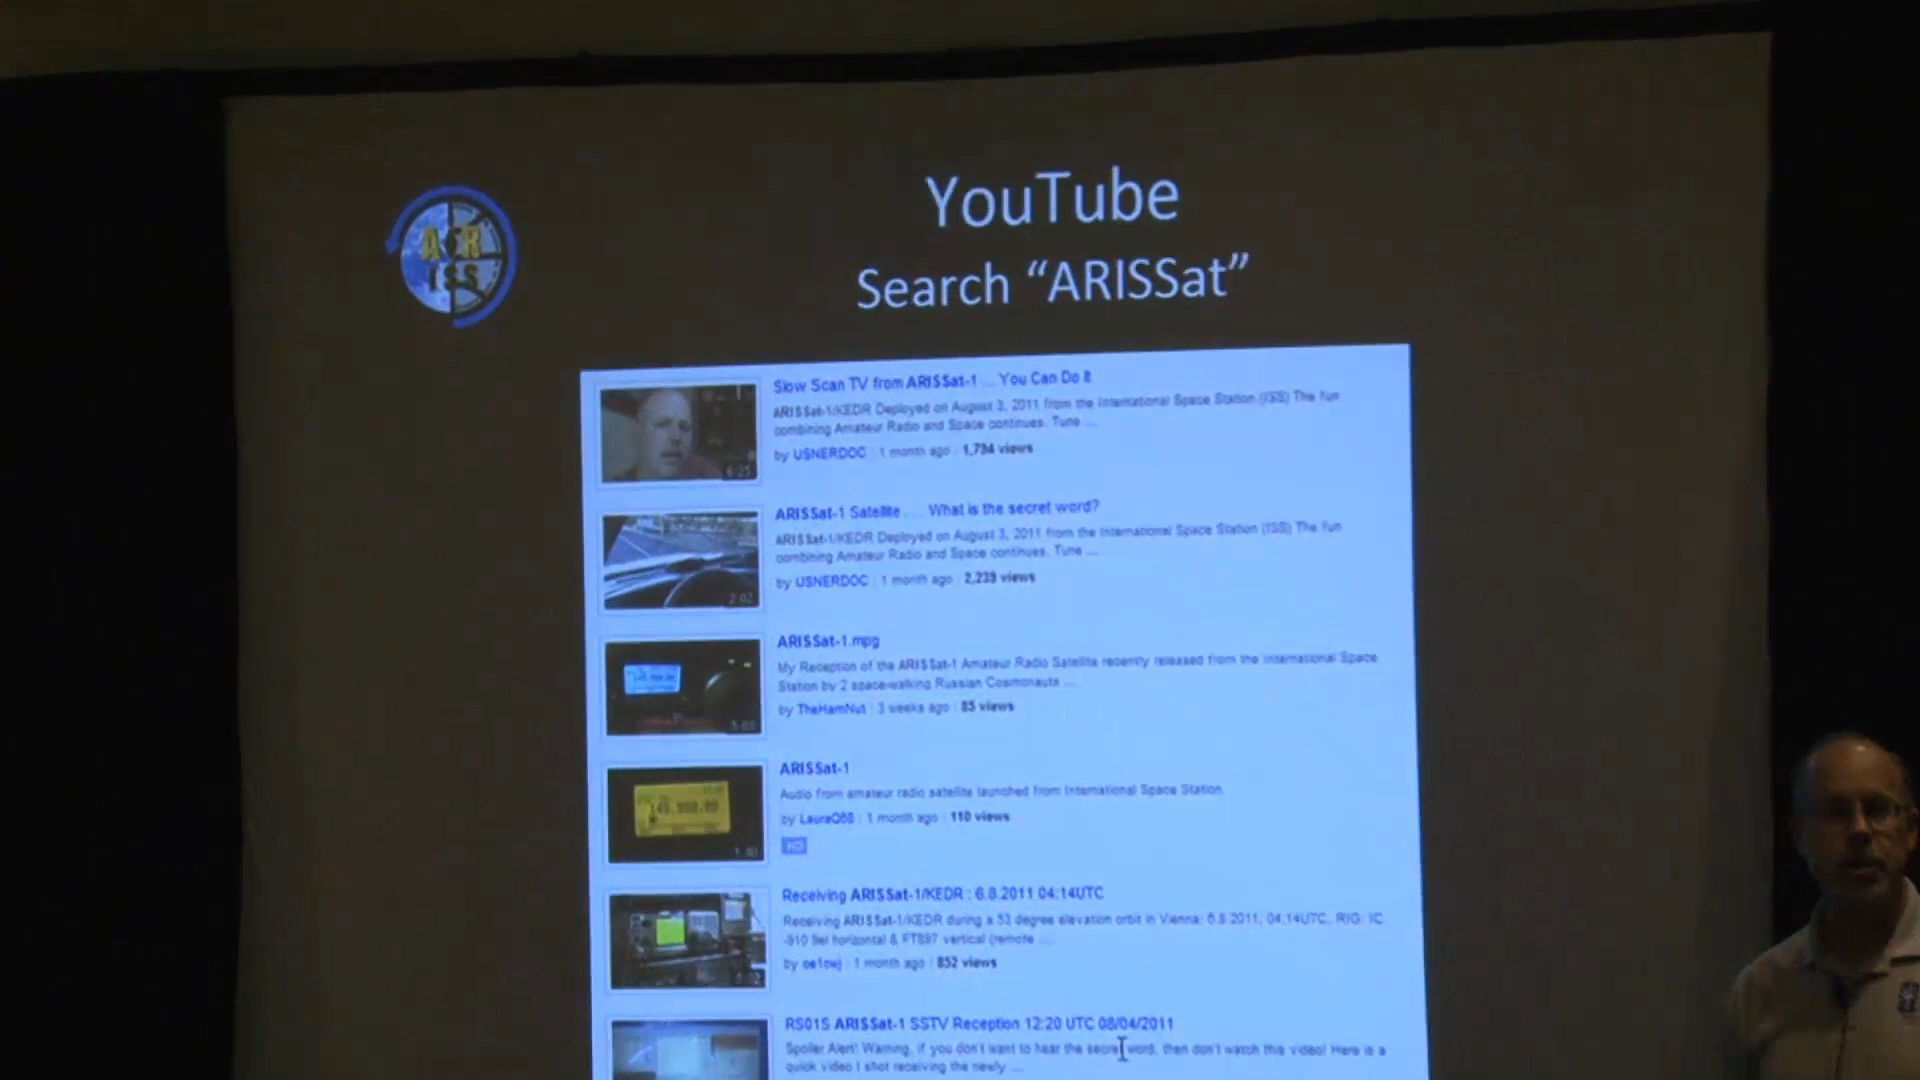 YouTube
Search “ARISSat”
A R
ISS
Slow Scan TV from ARISSat-1 ... You Can Do It
ARISSat-1/KEDR Deployed on August 3, 2011 from the International Space Station (ISS) The fun
combining Amateur Radio and Space continues. Tune ...
6:25
by USNERDOC | 1 month ago | 1,794 views
ARISSat-1 Satellite .... What is the secret word?
ARISSat-1/KEDR Deployed on August 3, 2011 from the International Space Station (ISS) The fun
combining Amateur Radio and Space continues. Tune ...
2:02
by USNERDOC | 1 month ago | 2,239 views
ARISSat-1.mpg
My Reception of the ARISSat-1 Amateur Radio Satellite recently released from the International Space
Station by 2 space-walking Russian Cosmonauts ...
by TheHamNut | 3 weeks ago | 85 views
ARISSat-1
Audio from amateur radio satellite launched from International Space Station
by | 1 month ago | 110 views
HD
Receiving ARISSat-1/KEDR : 6.8.2011 04:14UTC
Receiving ARISSat-1/KEDR during a 53 degree elevation orbit in Vienna: 6.8.2011, 04:14UTC, RIG: IC
-910 9el horizontal & FT897 vertical (remote ...
by | 1 month ago | 852 views
RS01S ARISSat-1 SSTV Reception 12:20 UTC 08/04/2011
Spoiler Alert! Warning, if you don't want to hear the secret word, then don't watch this video! Here is a
quick video I shot receiving the newly ...